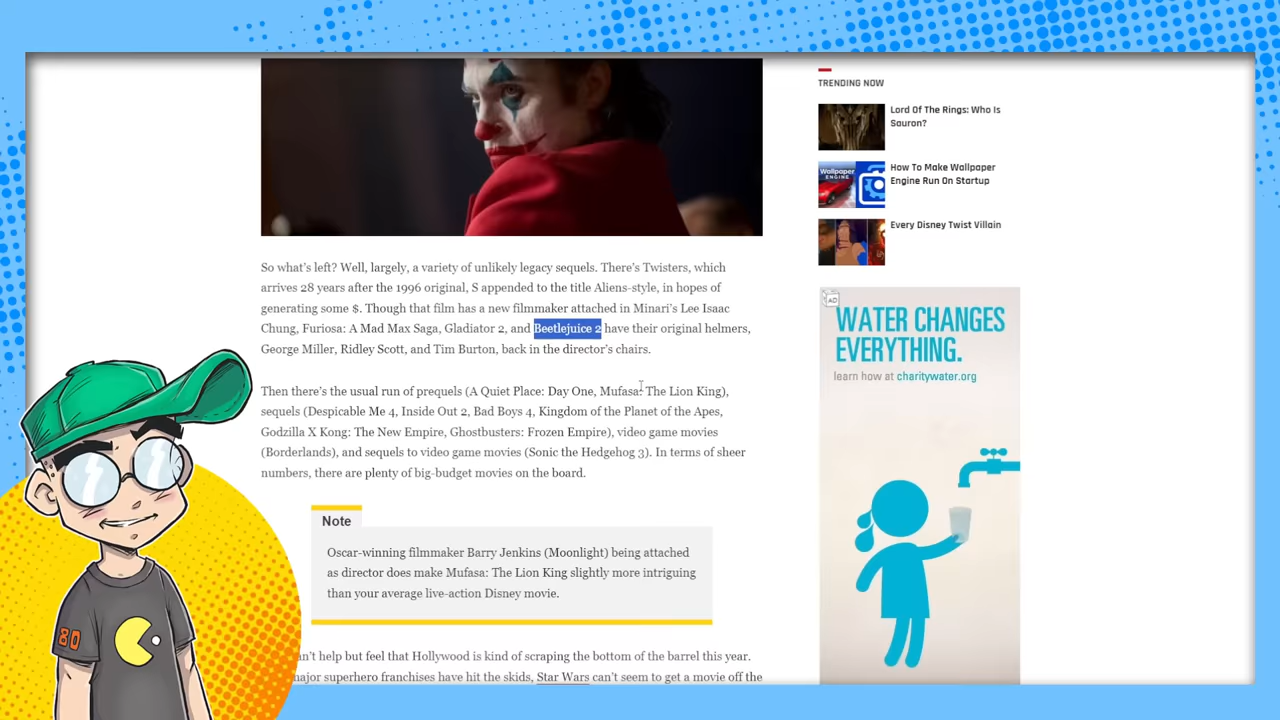 So what's left? Well, largely, a variety of unlikely legacy sequels. There's Twisters, which
arrives 28 years after the 1996 original, S appended to the title Aliens-style, in hopes of
generating some $. Though that film has a new filmmaker attached in Minari's Lee Isaac
Chung, Furiosa: A Mad Max Saga, Gladiator 2, and Beetlejuice 2 have their original helmers,
George Miller, Ridley Scott, and Tim Burton, back in the director's chairs.
Then there's the usual run of prequels (A Quiet Place: Day One, Mufasa: The Lion King),
sequels (Despicable Me 4, Inside Out 2, Bad Boys 4, Kingdom of the Planet of the Apes,
Godzilla X Kong: The New Empire, Ghostbusters: Frozen Empire), video game movies
(Borderlands), and sequels to video game movies (Sonic the Hedgehog 3). In terms of sheer
numbers, there are plenty of big-budget movies on the board.
Note
Oscar-winning filmmaker Barry Jenkins (Moonlight) being attached
as director does make Mufasa: The Lion King slightly more intriguing
than your average live-action Disney movie.
an't help but feel that Hollywood is kind of scraping the bottom of the barrel this year.
major superhero franchises have hit the skids, Star Wars can't seem to get a movie off the
TRENDING NOW
Lord Of The Rings: Who Is
Sauron?
Wallpaper
ENGINE
How To Make Wallpaper
Engine Run On Startup
Every Disney Twist Villain
AD
WATER CHANGES
EVERYTHING.
learn how at charitywater.org
80